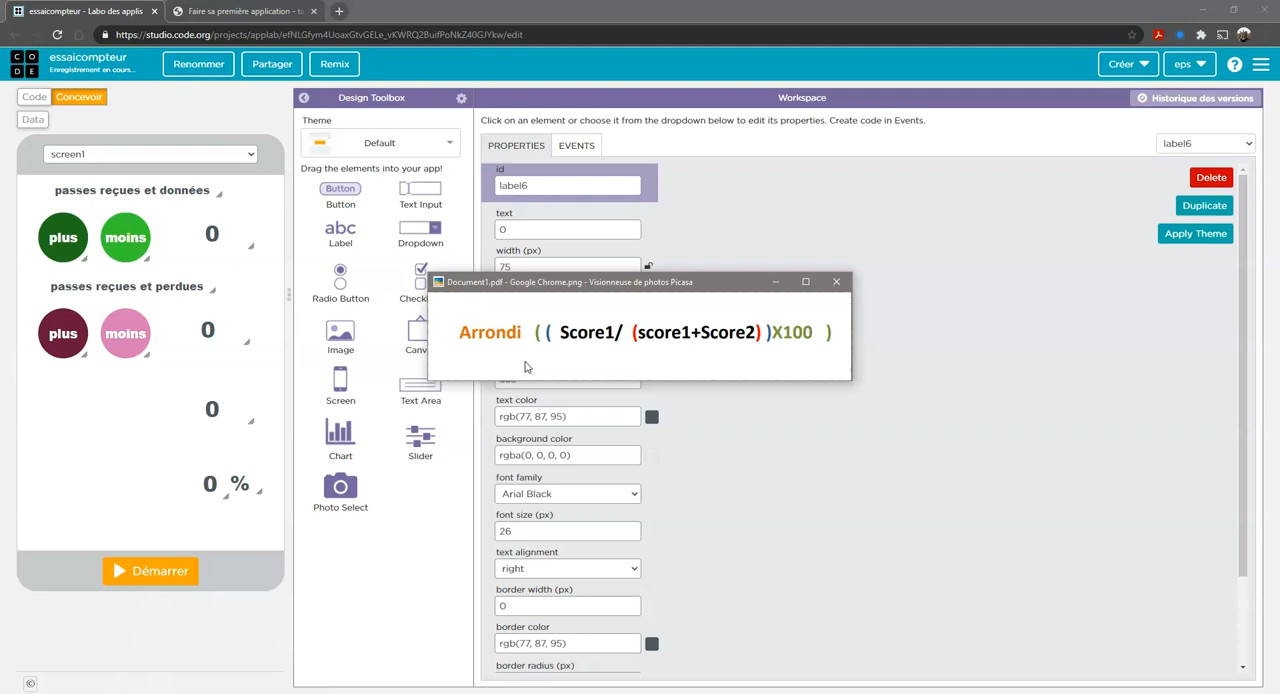 essaicompteur - Labo des applis
Faire sa première application - tu
https://studio.code.org/projects/applab/efNLGfym4UoaxGtvGELe_vKWRQ2BuifPoNkZ40GJYkw/edit
CO
DE
essaicompteur
Enregistrement en cours...
Renommer
Partager
Remix
Créer
eps
?
Code
Concevoir
Data
Design Toolbox
Workspace
Historique des versions
Theme
Default
Drag the elements into your app!
Button
Button
Text Input
abc
Label
Dropdown
Radio Button
Image
Screen
Text Area
Chart
Slider
Photo Select
Click on an element or choose it from the dropdown below to edit its properties. Create code in Events.
PROPERTIES
EVENTS
label6
id
label6
Delete
Duplicate
Apply Theme
text
0
width (px)
75
Document1.pdf - Google Chrome.png - Visionneuse de photos Picasa
Arrondi ( ( Score1/ (score1+Score2) )X100 )
text color
rgb(77, 87, 95)
background color
rgba(0, 0, 0, 0)
font family
Arial Black
font size (px)
26
text alignment
right
border width (px)
0
border color
rgb(77, 87, 95)
border radius (px)
screen1
passes reçues et données
plus
moins
0
passes reçues et perdues
plus
moins
0
0
0 %
Démarrer
©